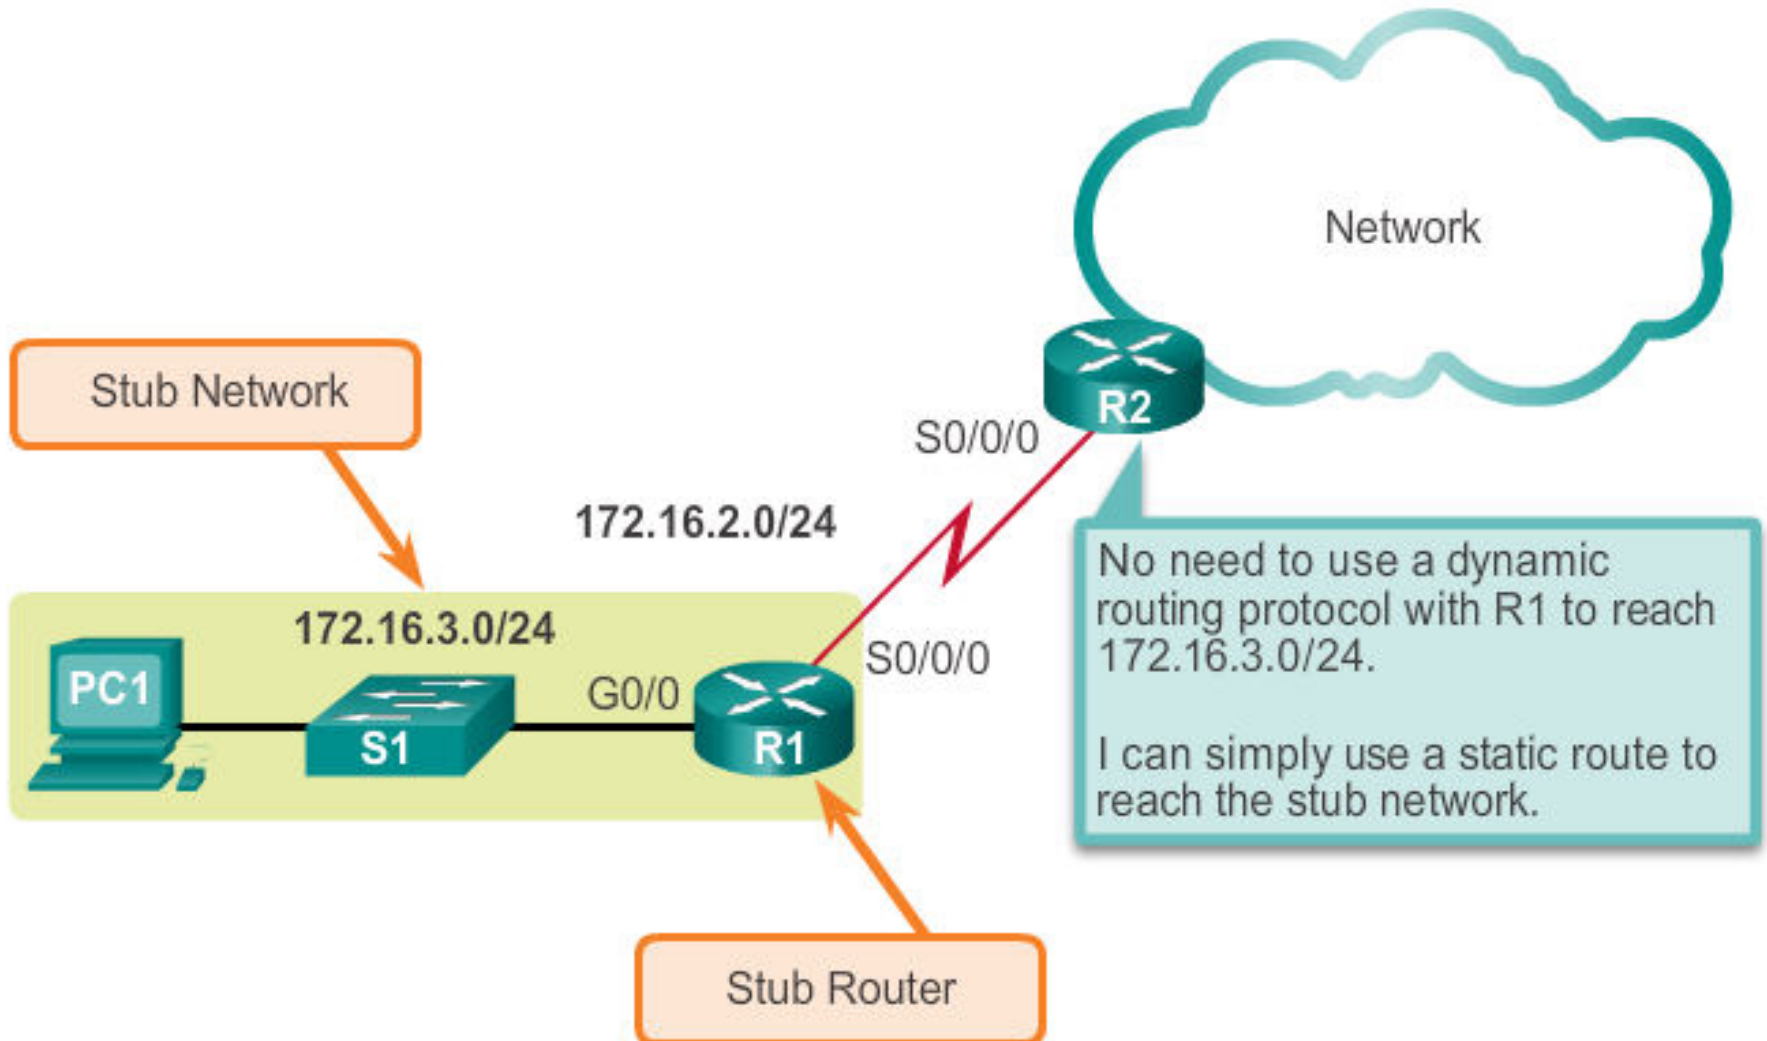 Network
Stub Network
R2
S0/0/0
172.16.2.0/24
No need to use a dynamic
routing protocol with R1 to reach
172.16.3.0/24.
I can simply use a static route to
reach the stub network.
172.16.3.0/24
S0/0/0
PC1
G0/0
S1
R1
Stub Router